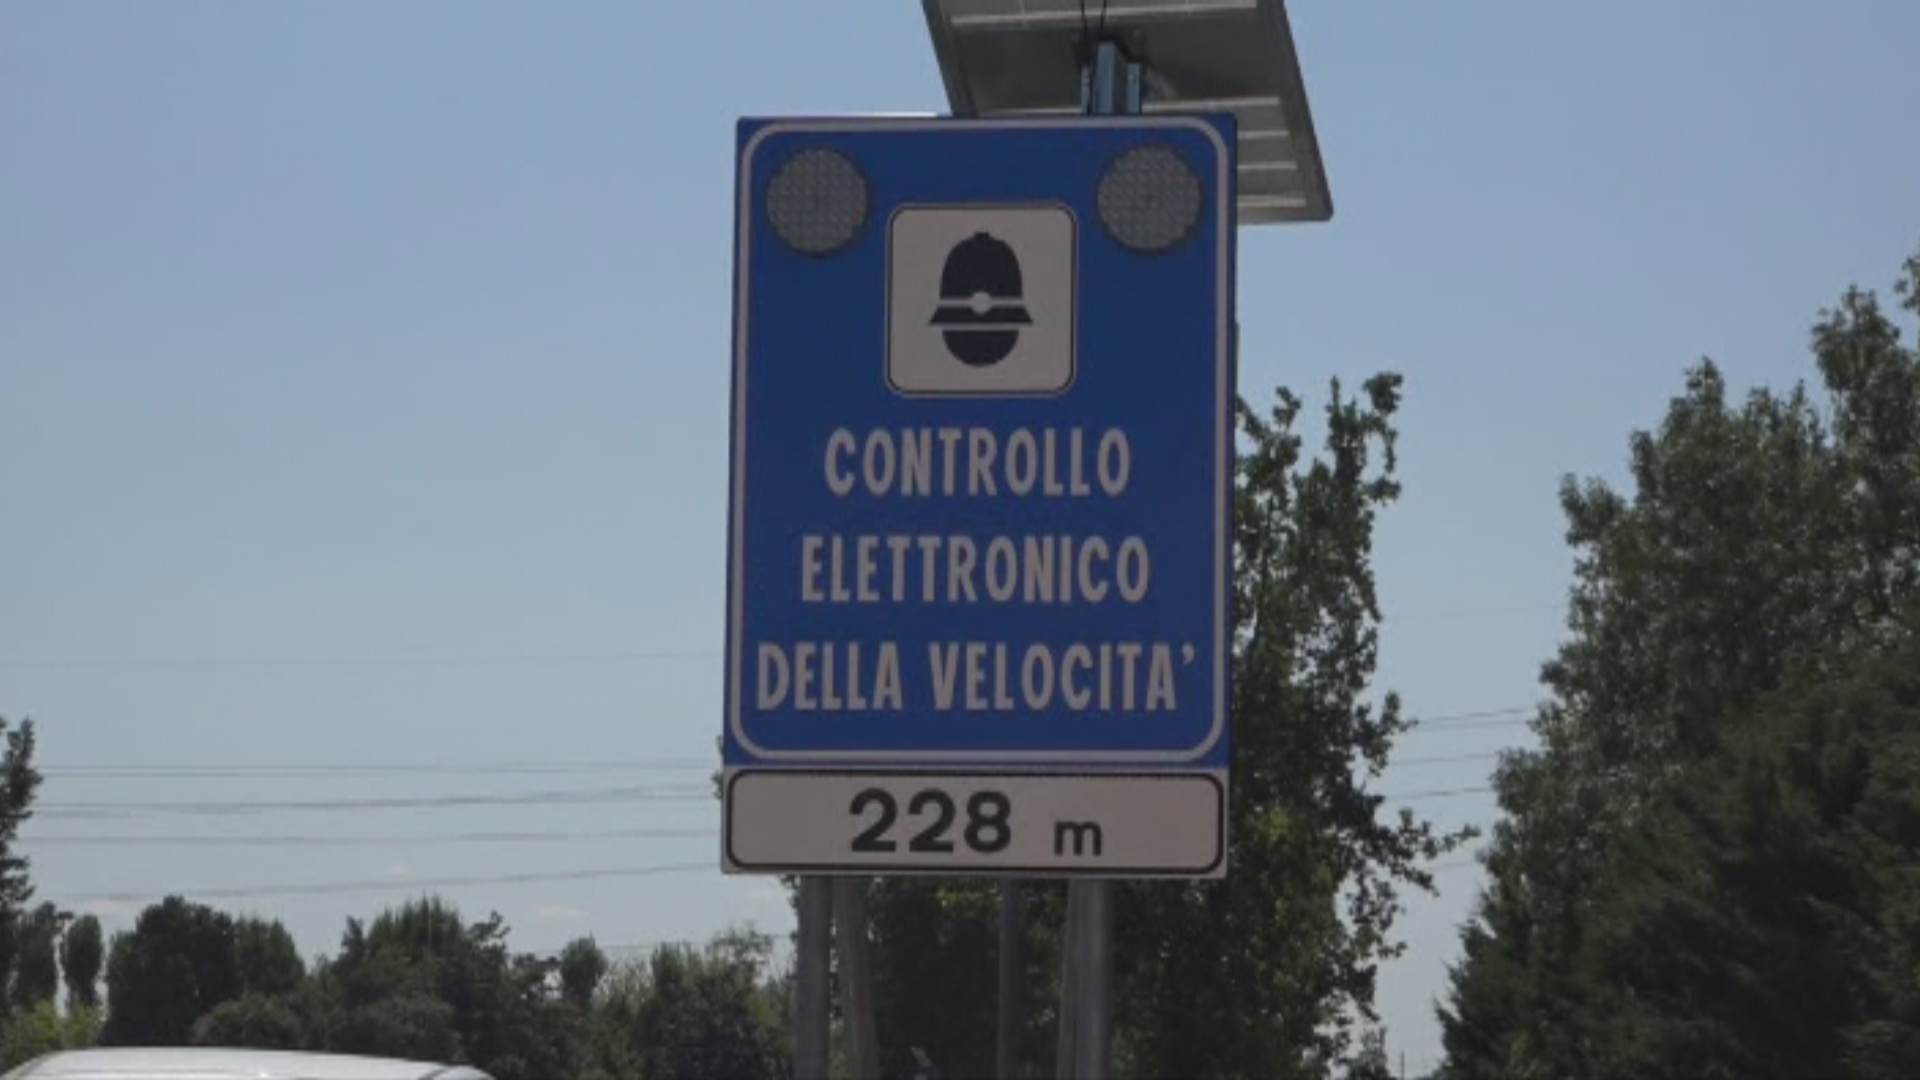 CONTROLLO
ELETTRONICO
DELLA VELOCITA'
228 m